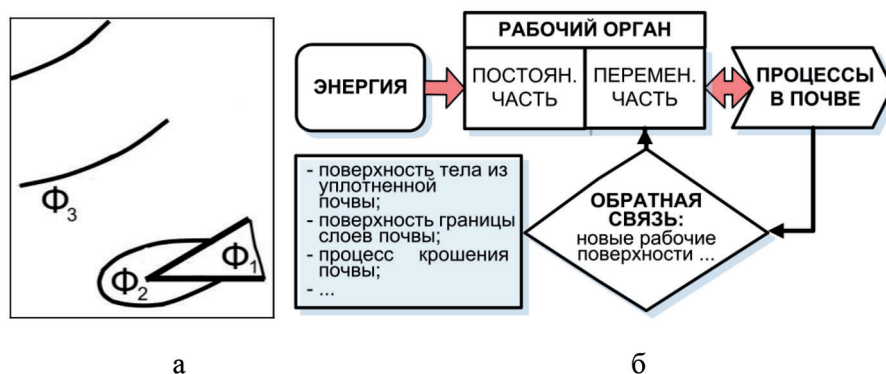 Ф3
Ф2
Ф1
а
РАБОЧИЙ ОРГАН
ЭНЕРГИЯ
ПОСТОЯН.
ЧАСТЬ
ПЕРЕМЕН.
ЧАСТЬ
ПРОЦЕССЫ
В ПОЧВЕ
- поверхность тела из
уплотненной
почвы;
- поверхность границы
слоев почвы;
- процесс крошения
почвы;
- ...
ОБРАТНАЯ
СВЯЗЬ:
новые рабочие
поверхности ...
б